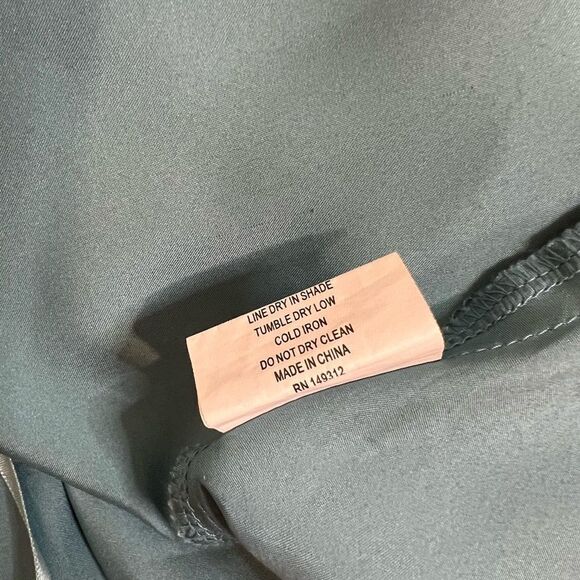 LINE DRY IN SHADE
TUMBLE DRY LOW
COLD IRON
DO NOT DRY CLEAN
MADE IN CHINA
RN 149312